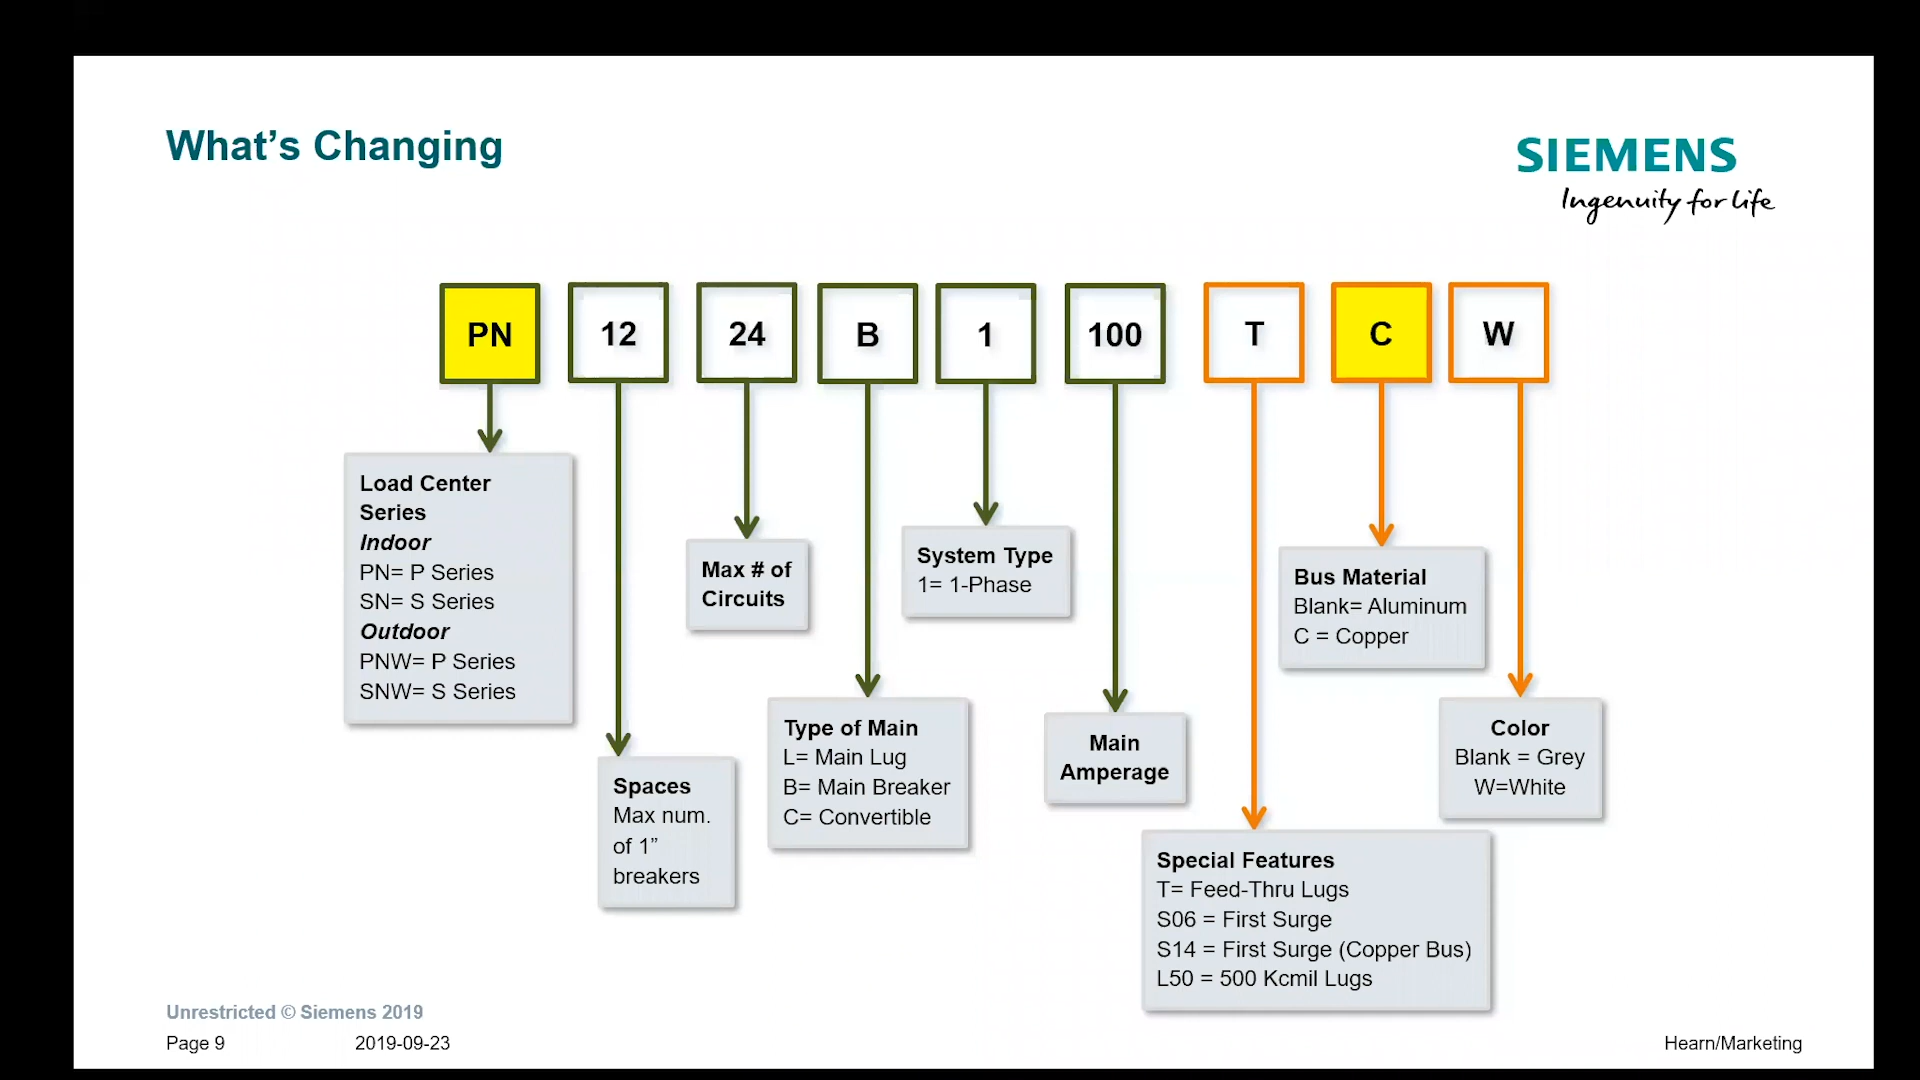 What's Changing
SIEMENS
Ingenuity for life
PN
12
24
B
1
100
T
C
W
Load Center
Series
Indoor
PN= P Series
SN= S Series
Outdoor
PNW= P Series
SNW= S Series
Spaces
Max num.
of 1”
breakers
Max # of
Circuits
Type of Main
L= Main Lug
B= Main Breaker
C= Convertible
System Type
1= 1-Phase
Main
Amperage
Special Features
T= Feed-Thru Lugs
S06 = First Surge
S14 = First Surge (Copper Bus)
L50 = 500 Kcmil Lugs
Bus Material
Blank= Aluminum
C = Copper
Color
Blank = Grey
W=White
Unrestricted © Siemens 2019
Page 9
2019-09-23
Hearn/Marketing